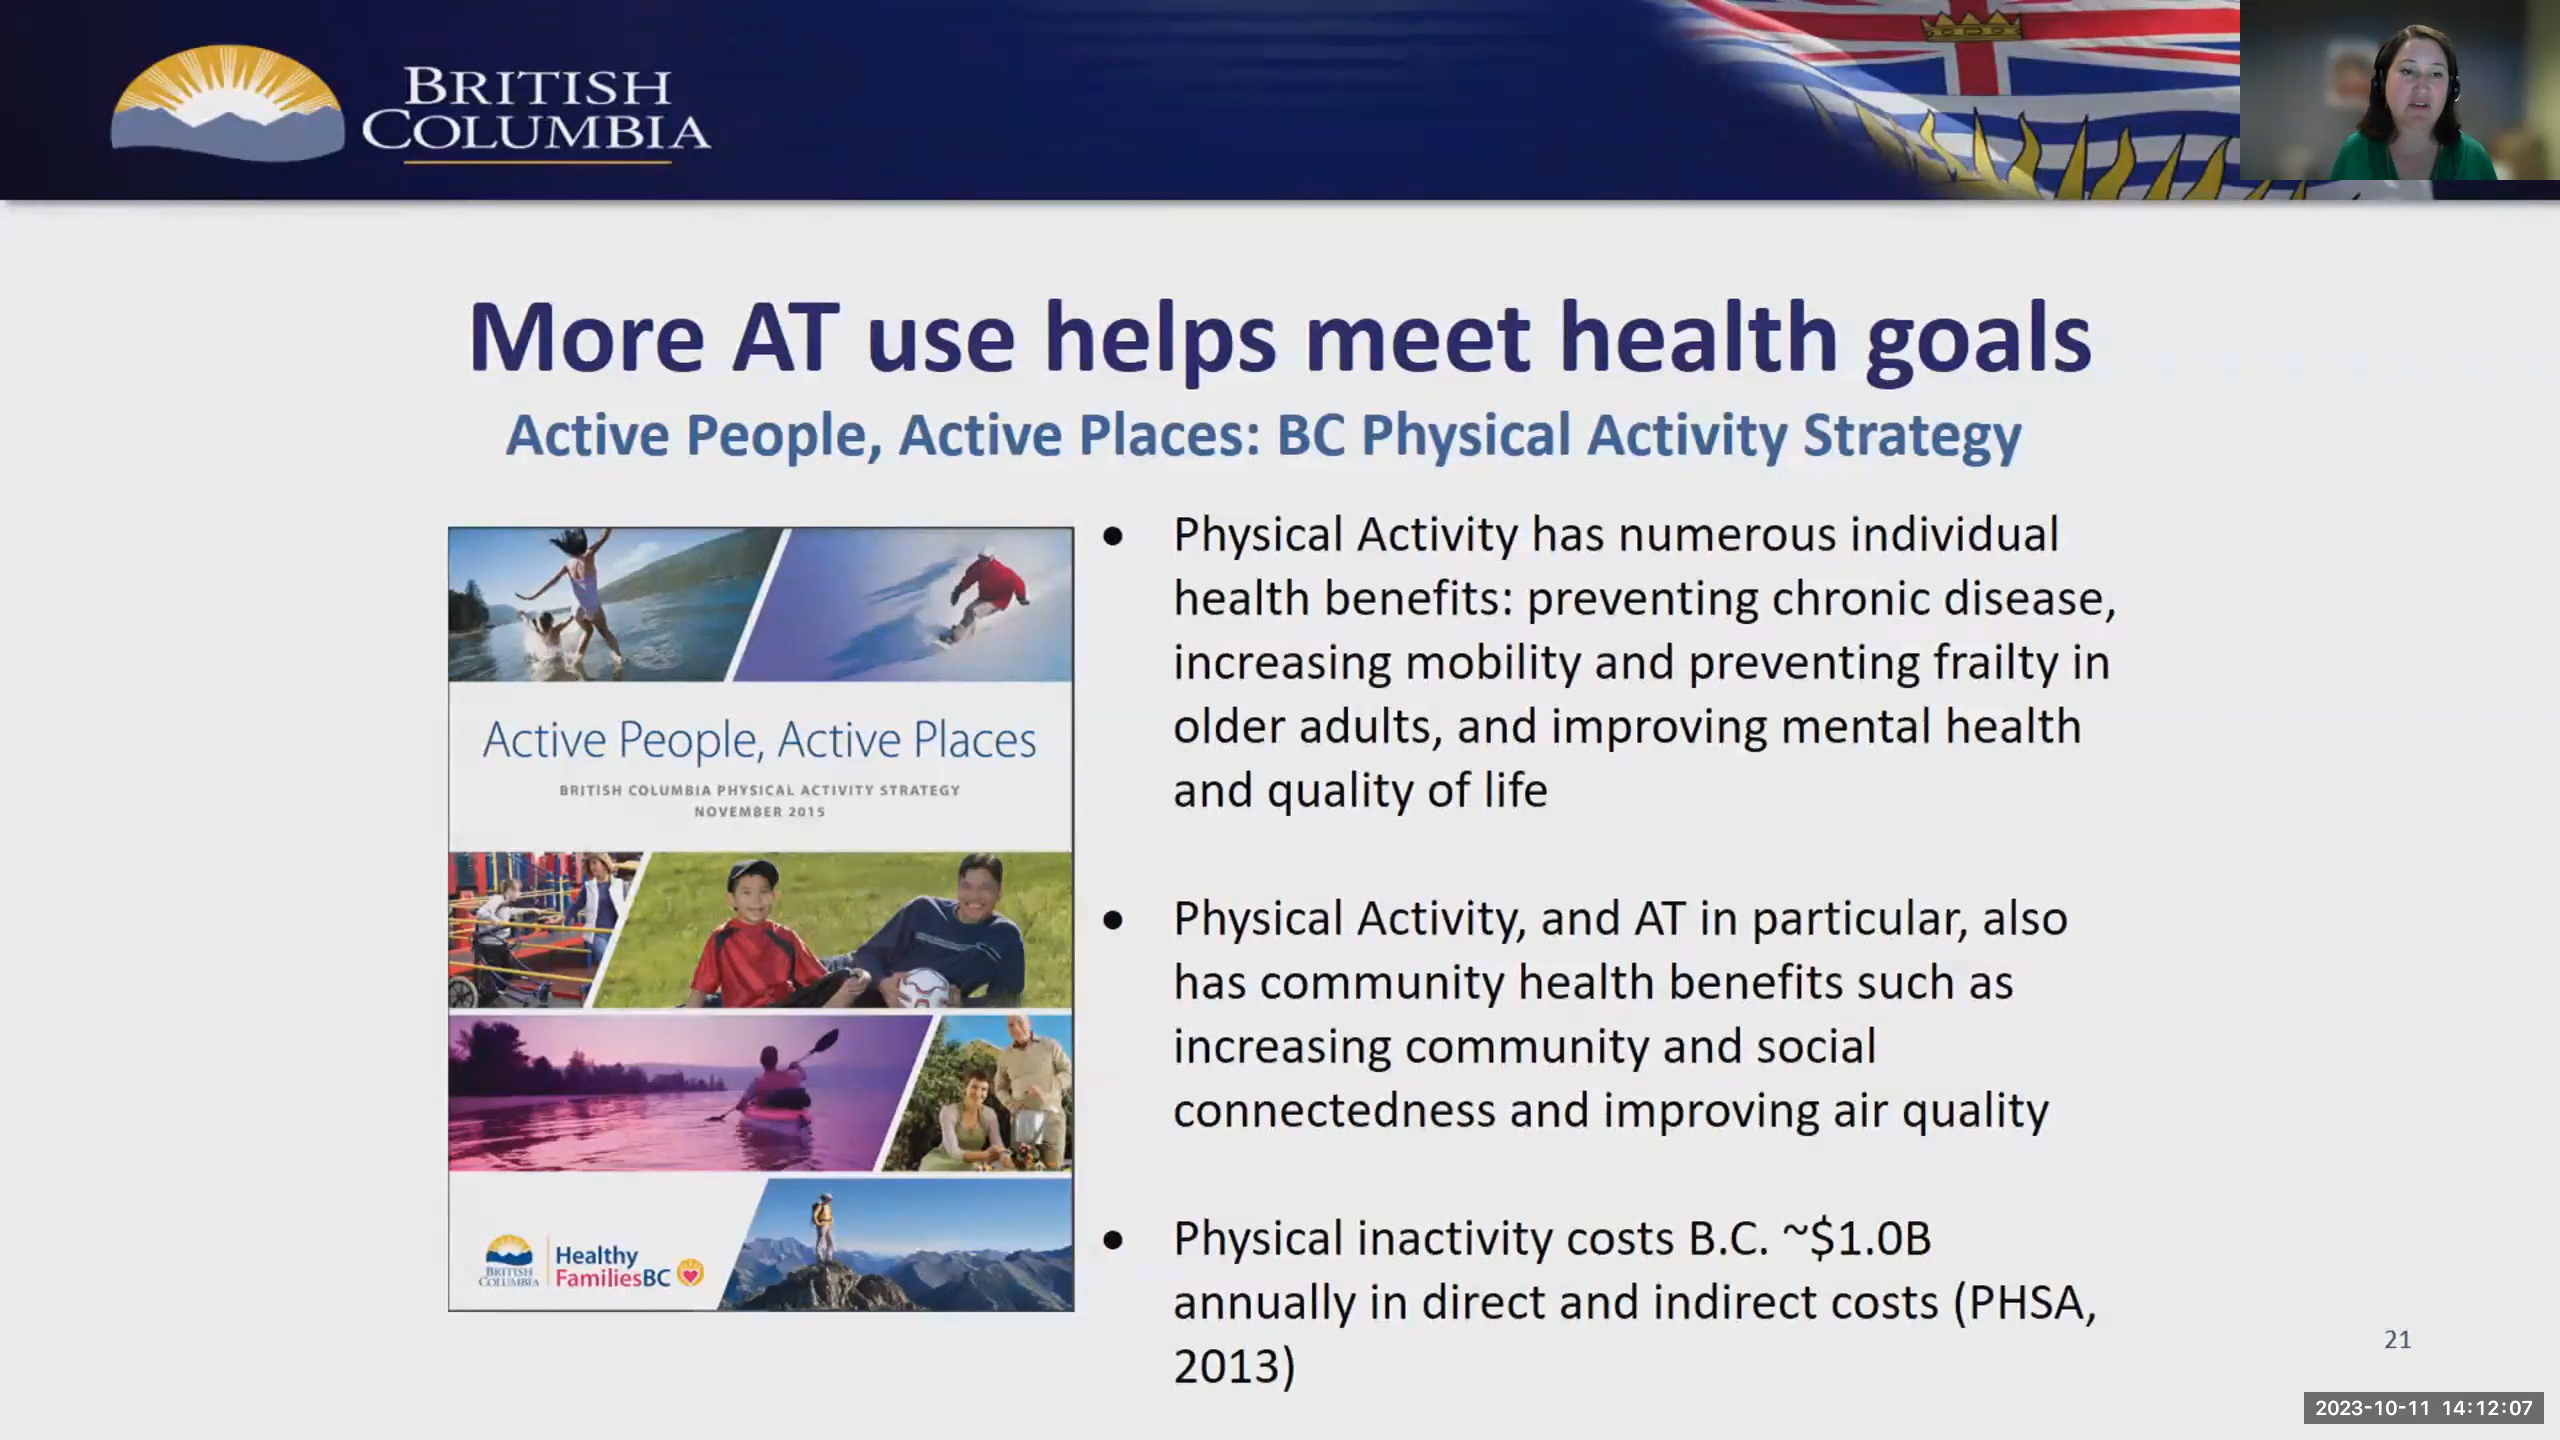 BRITISH
COLUMBIA
More AT use helps meet health goals
Active People, Active Places: BC Physical Activity Strategy
Active People, Active Places
BRITISH COLUMBIA PHYSICAL ACTIVITY STRATEGY
NOVEMBER 2015
BRITISH
COLUMBIA
Healthy
FamiliesBC
• Physical Activity has numerous individual
health benefits: preventing chronic disease,
increasing mobility and preventing frailty in
older adults, and improving mental health
and quality of life
• Physical Activity, and AT in particular, also
has community health benefits such as
increasing community and social
connectedness and improving air quality
• Physical inactivity costs B.C. ~$1.0B
annually in direct and indirect costs (PHSA,
2013)
21
2023-10-11 14:12:07